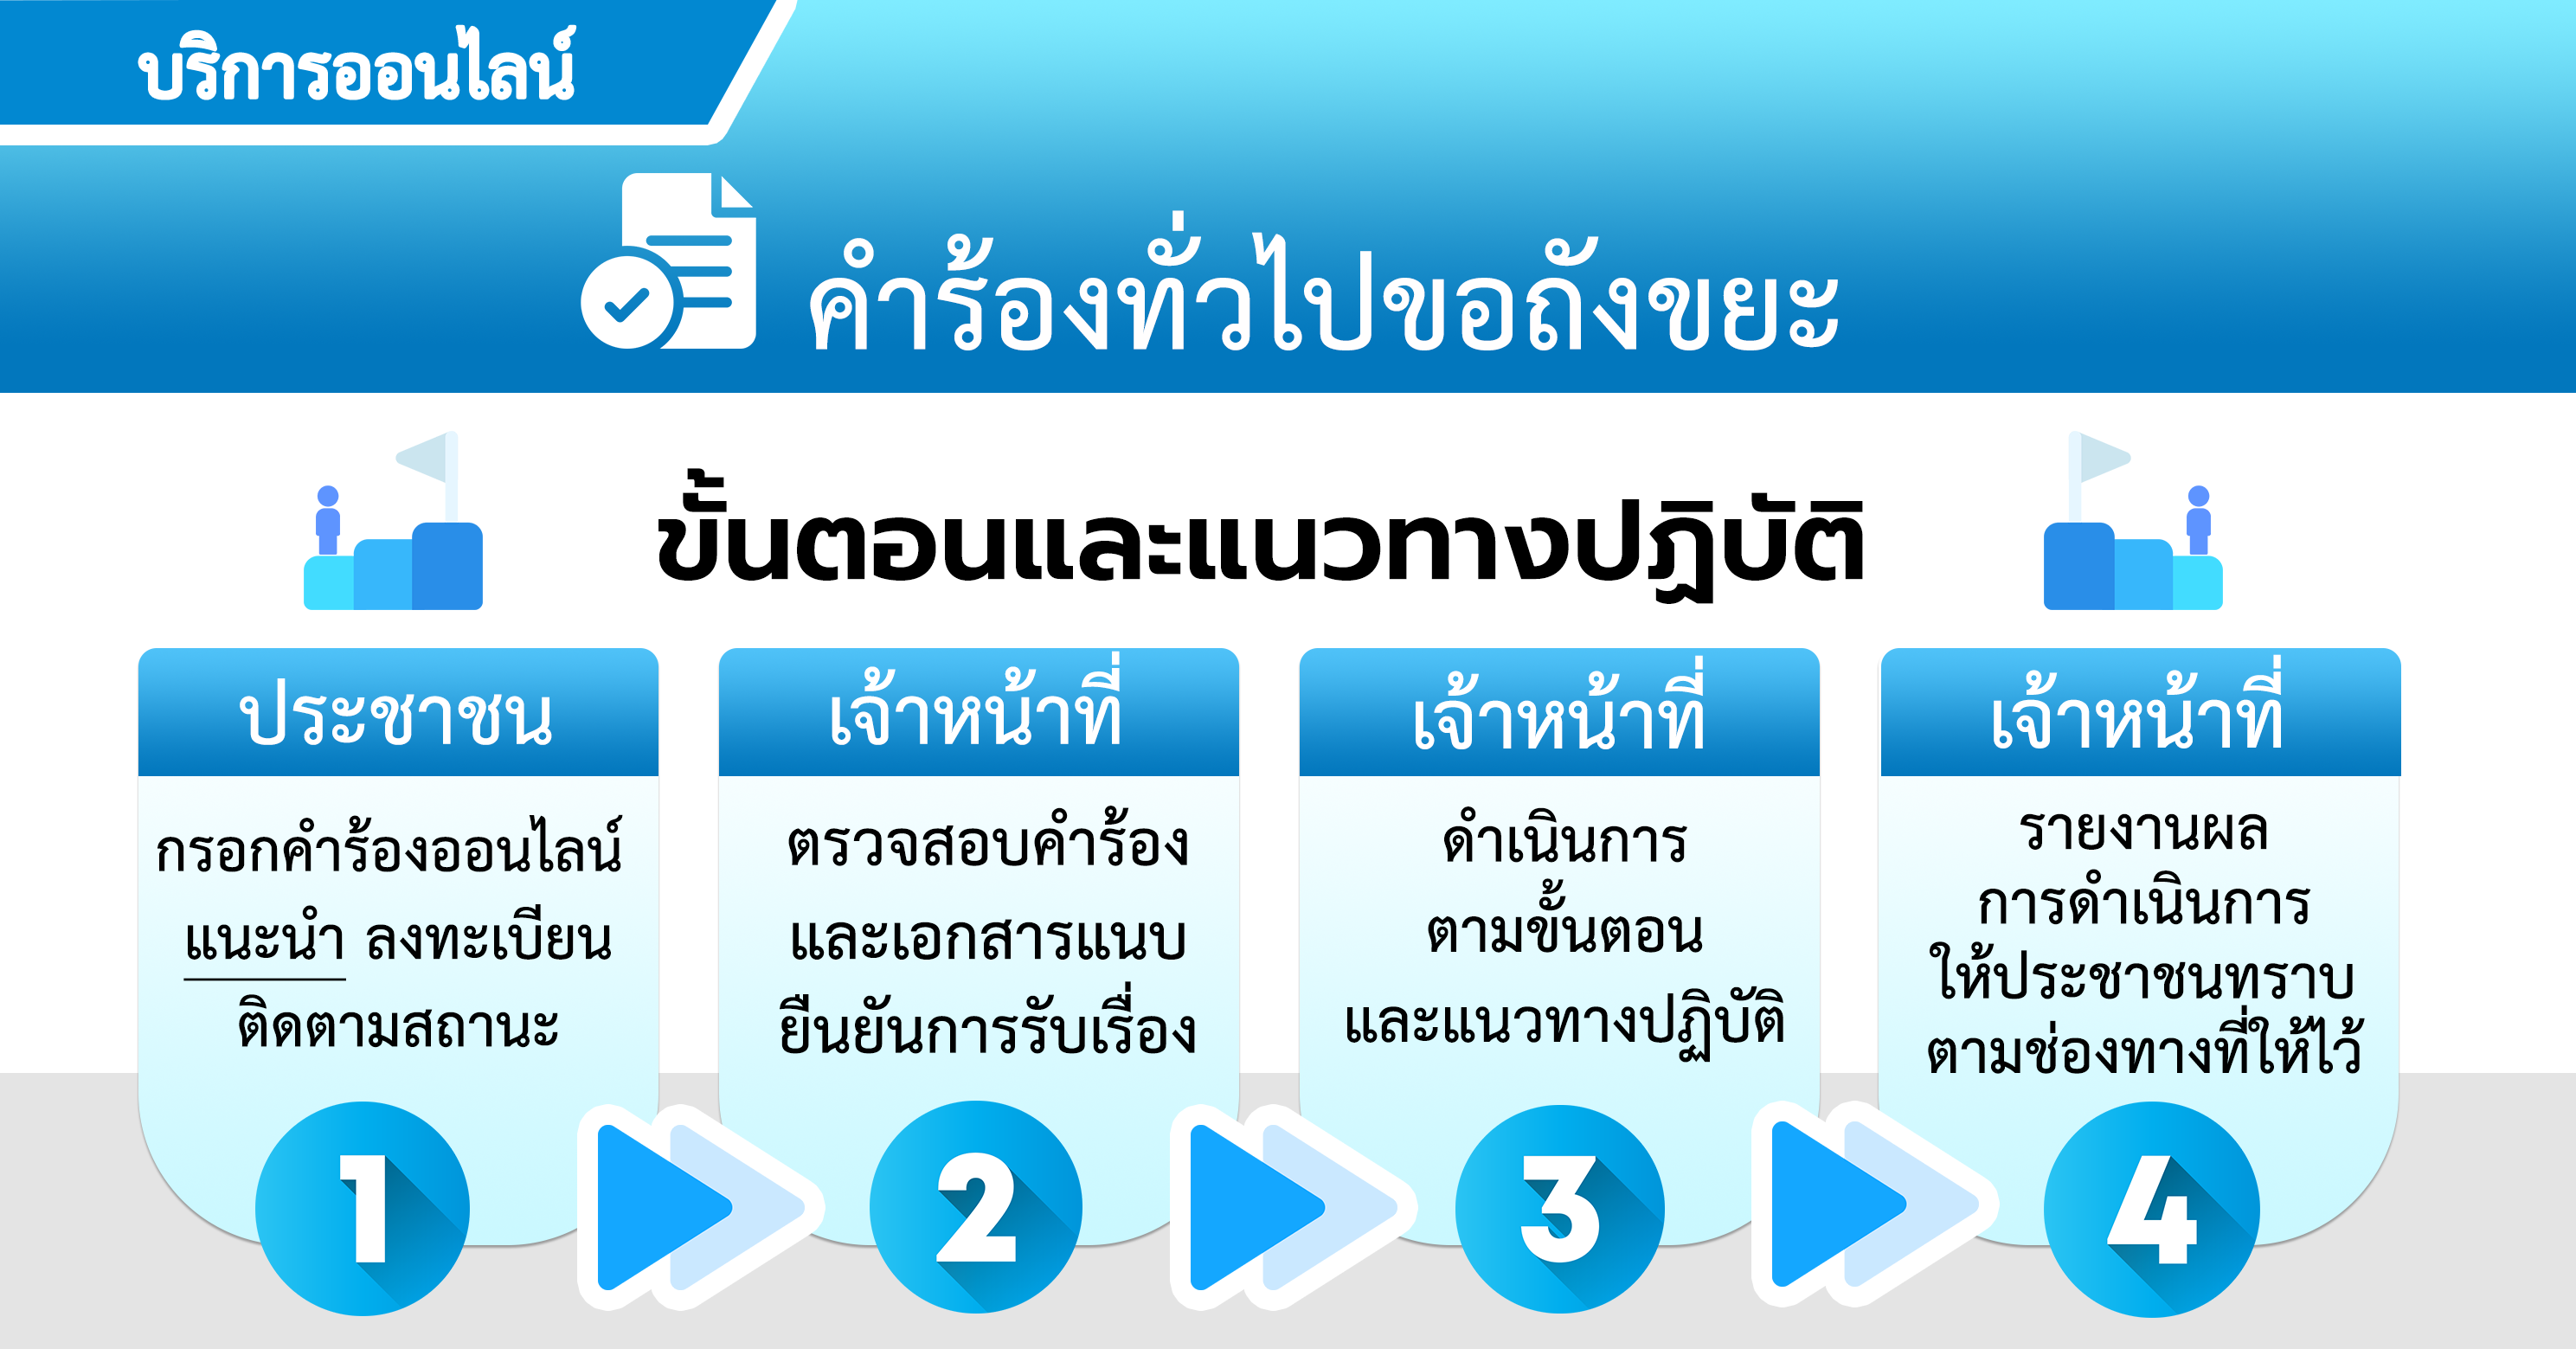 บริการออนไลน์
คำร้องทั่วไปขอถังขยะ
ขั้นตอนและแนวทางปฏิบัติ
ประชาชน
กรอกคำร้องออนไลน์
แนะนำ ลงทะเบียน
ติดตามสถานะ
1
เจ้าหน้าที่
ตรวจสอบคำร้อง
และเอกสารแนบ
ยืนยันการรับเรื่อง
2
เจ้าหน้าที่
ดำเนินการ
ตามขั้นตอน
และแนวทางปฏิบัติ
3
เจ้าหน้าที่
รายงานผล
การดำเนินการ
ให้ประชาชนทราบ
ตามช่องทางที่ให้ไว้
4